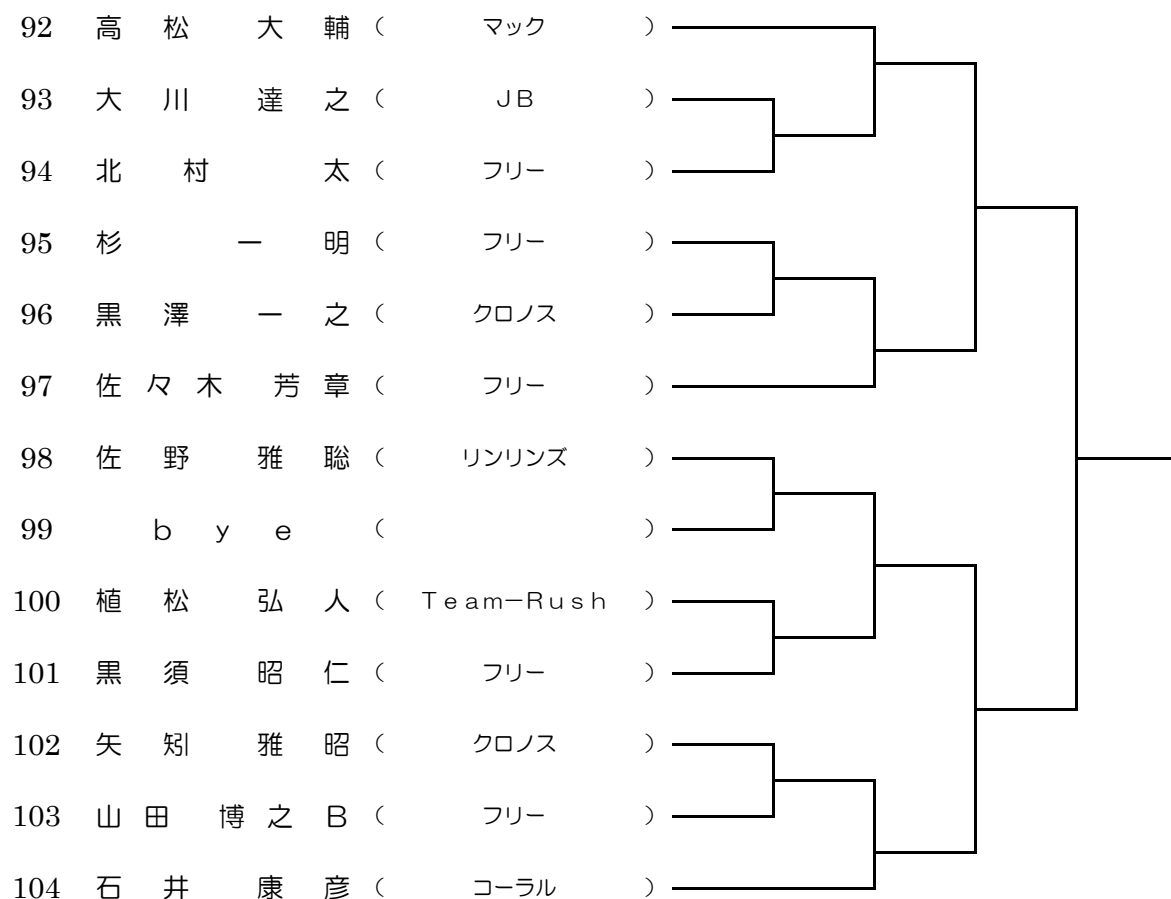 92 高松 大輔 ( マック )
93 大川 達之 ( JB )
94 北村 太 ( フリー )
95 杉 一明 ( フリー )
96 黒澤 一之 ( クロノス )
97 佐々木 芳章 ( フリー )
98 佐野 雅聡 ( リンリンズ )
99 bye ( )
100 植松 弘人 ( Team-Rush )
101 黒須 昭仁 ( フリー )
102 矢矧 雅昭 ( クロノス )
103 山田 博之B ( フリー )
104 石井 康彦 ( コーラル )